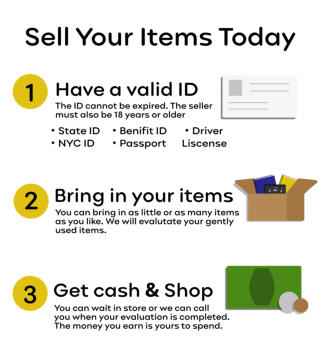 Sell Your Items Today
1
Have a valid ID
The ID cannot be expired. The seller
must also be 18 years or older
• State ID • Benifit ID • Driver
• NYC ID • Passport Liscense
2
Bring in your items
You can bring in as little or as many items
as you like. We will evalutate your gently
used items.
3
Get cash & Shop
You can wait in store or we can call
you when your evaluation is completed.
The money you earn is yours to spend.